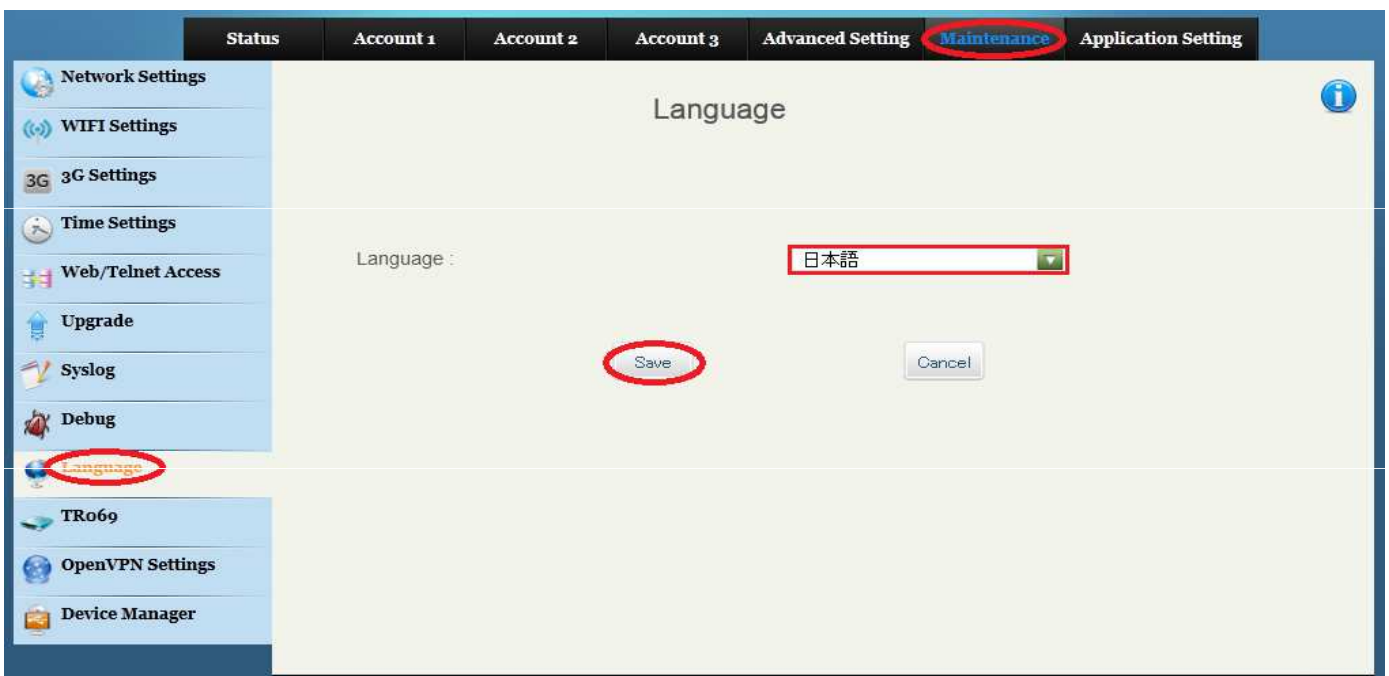 Status Account 1 Account 2 Account 3 Advanced Setting Maintenance Application Setting
Network Settings
WIFI Settings
3G 3G Settings
Time Settings
Web/Telnet Access
Upgrade
Syslog
Debug
Language
TR069
OpenVPN Settings
Device Manager
Language
Language : 日本語
Save Cancel